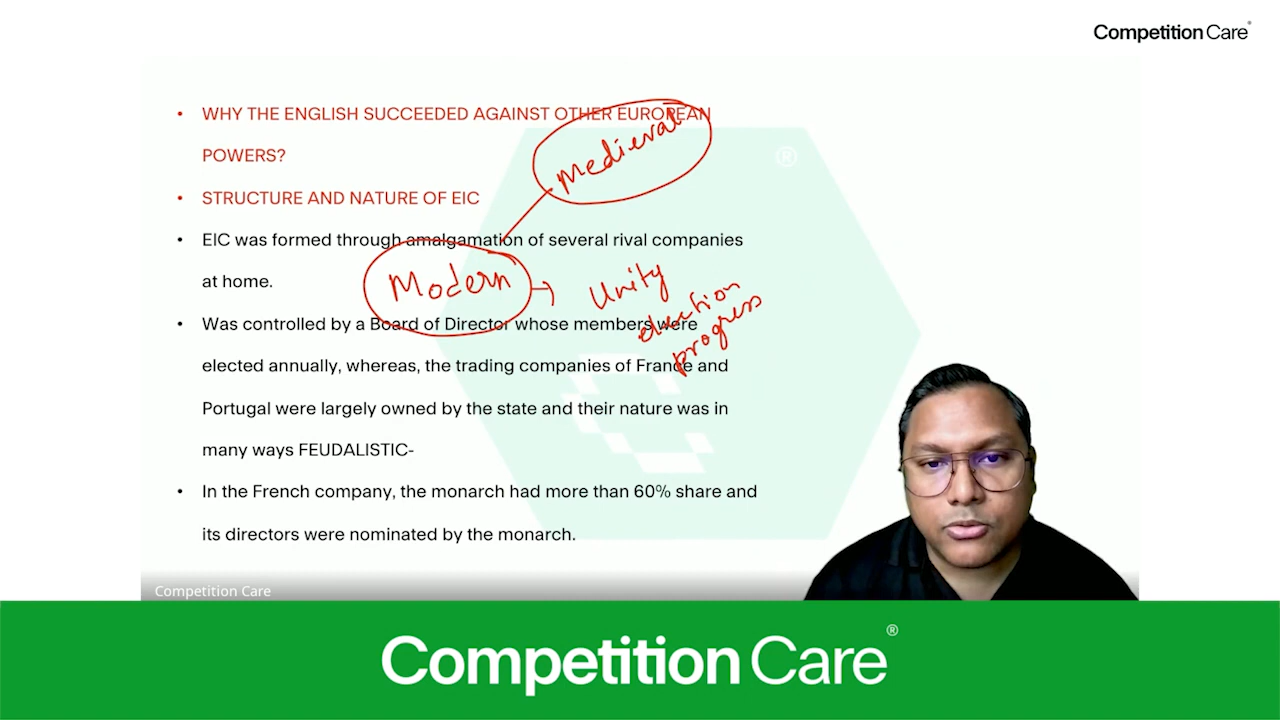 Competition Care®
• WHY THE ENGLISH SUCCEEDED AGAINST OTHER EUROPEAN
POWERS?
Medieval
®
• STRUCTURE AND NATURE OF EIC
• EIC was formed through amalgamation of several rival companies
at home.
Modern → Unity
election
progress
• Was controlled by a Board of Director whose members were
elected annually, whereas, the trading companies of France and
Portugal were largely owned by the state and their nature was in
many ways FEUDALISTIC-
• In the French company, the monarch had more than 60% share and
its directors were nominated by the monarch.
Competition Care
Competition Care®